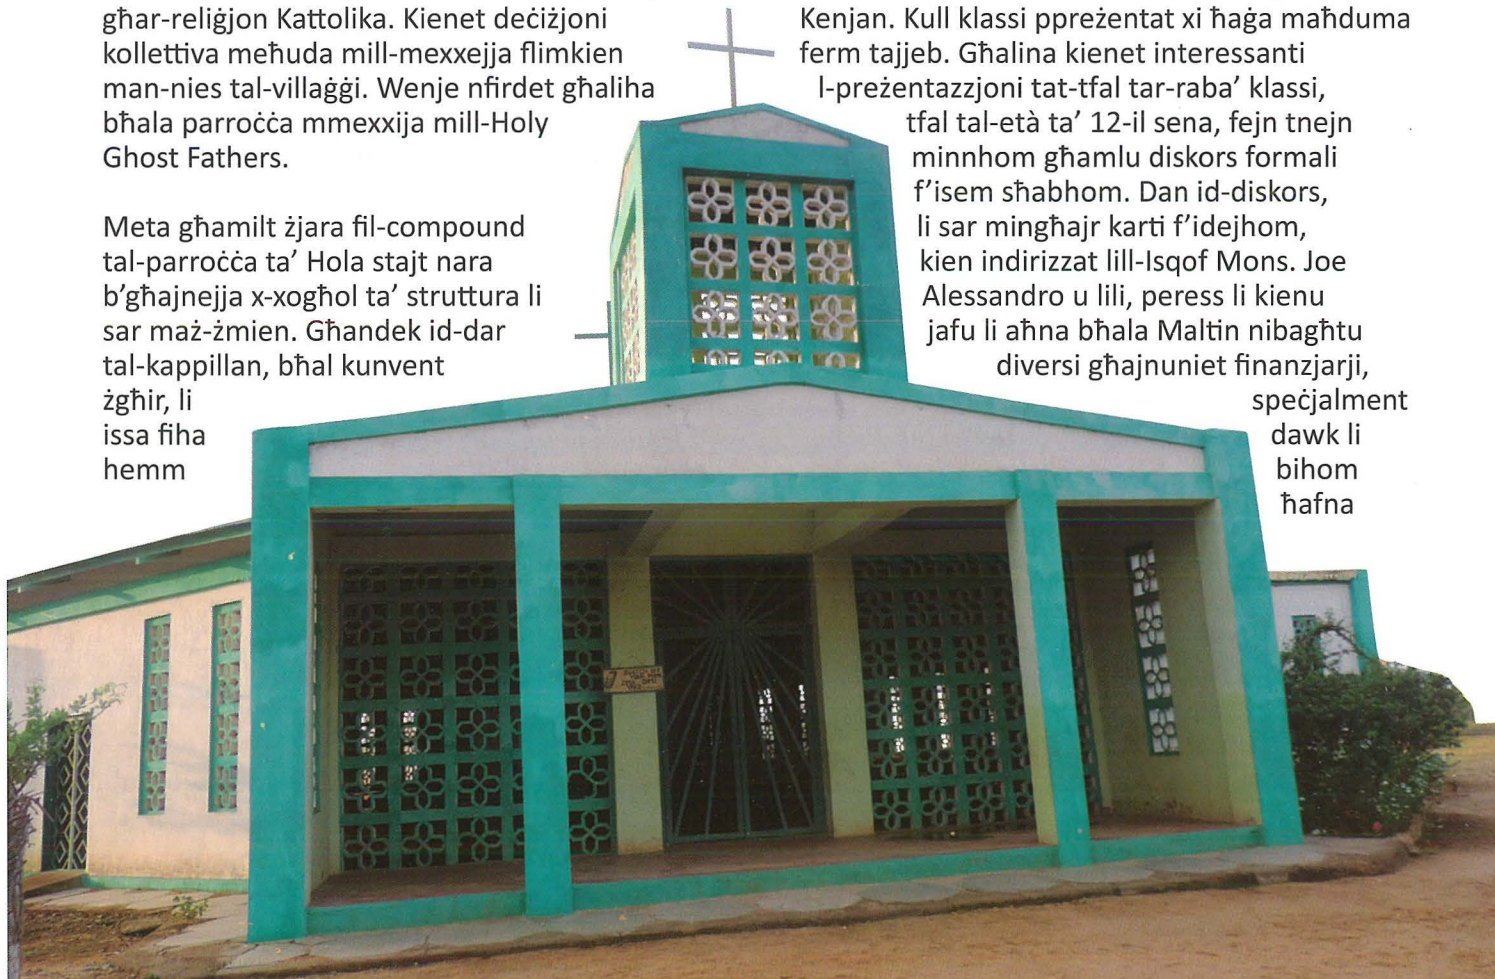 għar-reliġjon Kattolika. Kienet deċiżjoni
kollettiva meħuda mill-mexxejja flimkien
man-nies tal-villaġġi. Wenje nfirdet għaliha
bħala parroċċa mmexxija mill-Holy
Ghost Fathers.
Meta għamilt żjara fil-compound
tal-parroċċa ta’ Hola stajt nara
b’għajnejja x-xogħol ta’ struttura li
sar maż-żmien. Għandek id-dar
tal-kappillan, bħal kunvent
żgħir, li
issa fiha
hemm
Kenjan. Kull klassi ppreżentat xi ħaġa maħduma
ferm tajjeb. Għalina kienet interessanti
l-preżentazzjoni tat-tfal tar-raba’ klassi,
tfal tal-età ta’ 12-il sena, fejn tnejn
minnhom għamlu diskors formali
f’isem sħabhom. Dan id-diskors,
li sar mingħajr karti f’idejhom,
kien indirizzat lill-Isqof Mons. Joe
Alessandro u lili, peress li kienu
jafu li aħna bħala Maltin nibagħtu
diversi għajnuniet finanzjarji,
speċjalment
dawk li
bihom
ħafna